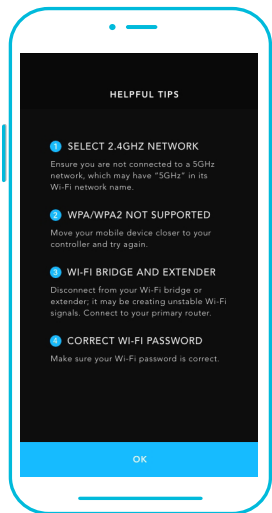 HELPFUL TIPS
1 SELECT 2.4GHZ NETWORK
Ensure you are not connected to a 5GHz
network, which may have "5GHz" in its
Wi-Fi network name.
2 WPA/WPA2 NOT SUPPORTED
Move your mobile device closer to your
controller and try again.
3 WI-FI BRIDGE AND EXTENDER
Disconnect from your Wi-Fi bridge or
extender; it may be creating unstable Wi-Fi
signals. Connect to your primary router.
4 CORRECT WI-FI PASSWORD
Make sure your Wi-Fi password is correct.
OK